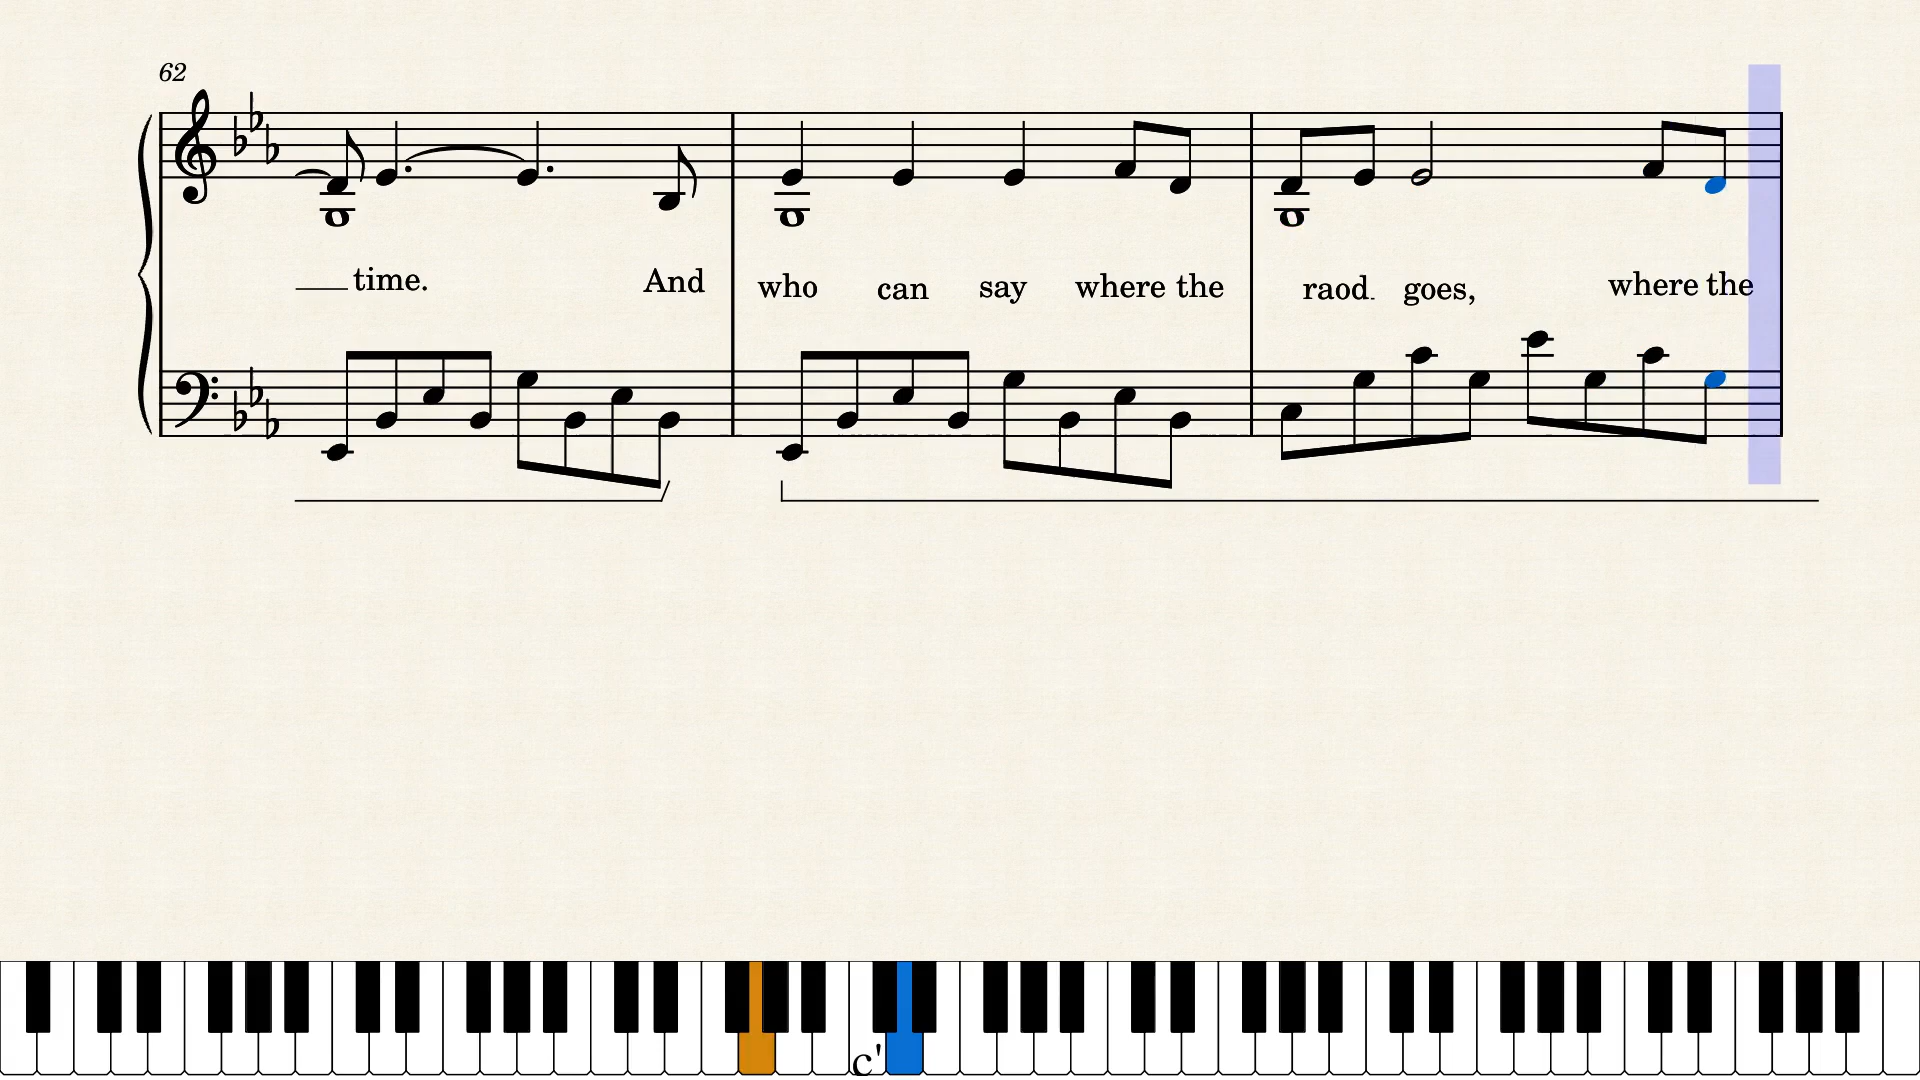 62
time. And who can say where the raod. goes, where the
c'